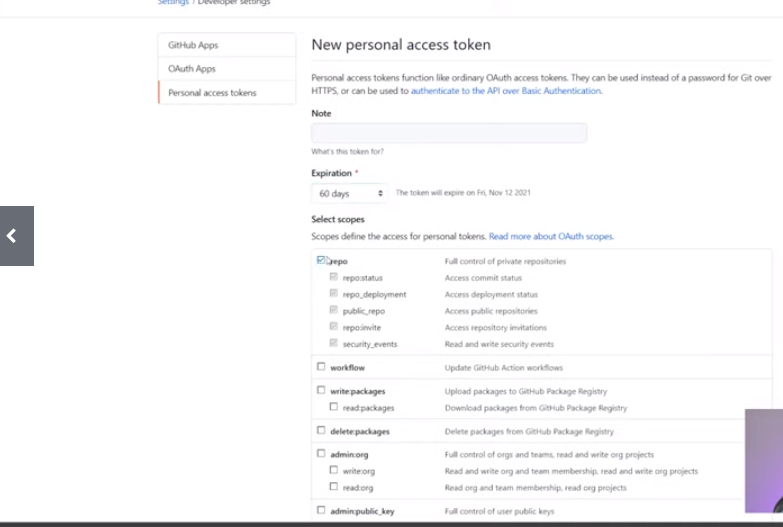 Settings / Developer settings
GitHub Apps
OAuth Apps
Personal access tokens
New personal access token
Personal access tokens function like ordinary OAuth access tokens. They can be used instead of a password for Git over
HTTPS, or can be used to authenticate to the API over Basic Authentication.
Note
What's this token for?
Expiration *
60 days The token will expire on Fri, Nov 12 2021
Select scopes
Scopes define the access for personal tokens. Read more about OAuth scopes.
repo Full control of private repositories
repo:status Access commit status
repo_deployment Access deployment status
public_repo Access public repositories
repo:invite Access repository invitations
security_events Read and write security events
workflow Update GitHub Action workflows
write:packages Upload packages to GitHub Package Registry
read:packages Download packages from GitHub Package Registry
delete:packages Delete packages from GitHub Package Registry
admin:org Full control of orgs and teams, read and write org projects
write:org Read and write org and team membership, read and write org projects
read:org Read org and team membership, read org projects
admin:public_key Full control of user public keys